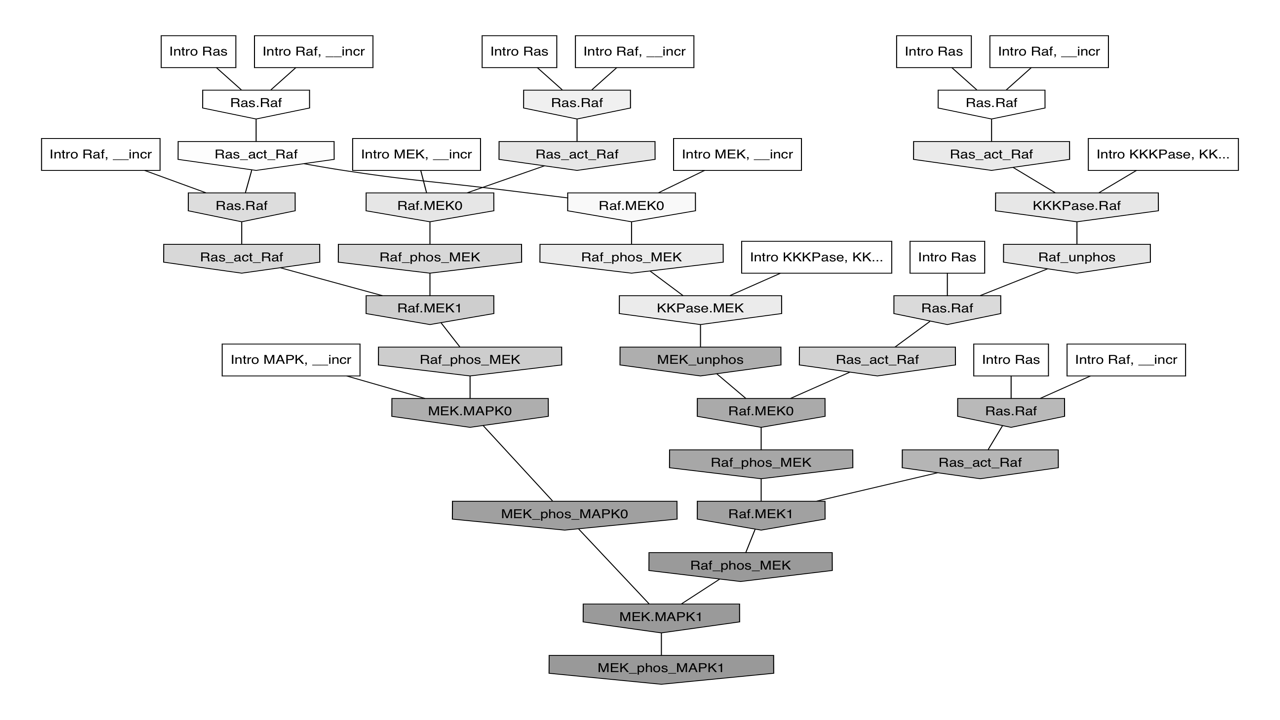 Intro Ras
Intro Raf, __incr
Intro Ras
Intro Raf, __incr
Intro Ras
Intro Raf, __incr
Ras.Raf
Ras.Raf
Ras.Raf
Intro Raf, __incr
Ras_act_Raf
Intro MEK, __incr
Ras_act_Raf
Intro MEK, __incr
Ras_act_Raf
Intro KKKPase, KK...
Ras.Raf
Raf.MEK0
Raf.MEK0
KKKPase.Raf
Ras_act_Raf
Raf_phos_MEK
Raf_phos_MEK
Intro KKKPase, KK...
Intro Ras
Raf_unphos
Raf.MEK1
KKPase.MEK
Ras.Raf
Intro MAPK, __incr
Raf_phos_MEK
MEK_unphos
Ras_act_Raf
Intro Ras
Intro Raf, __incr
MEK.MAPK0
Raf.MEK0
Ras.Raf
Raf_phos_MEK
Ras_act_Raf
MEK_phos_MAPK0
Raf.MEK1
Raf_phos_MEK
MEK.MAPK1
MEK_phos_MAPK1